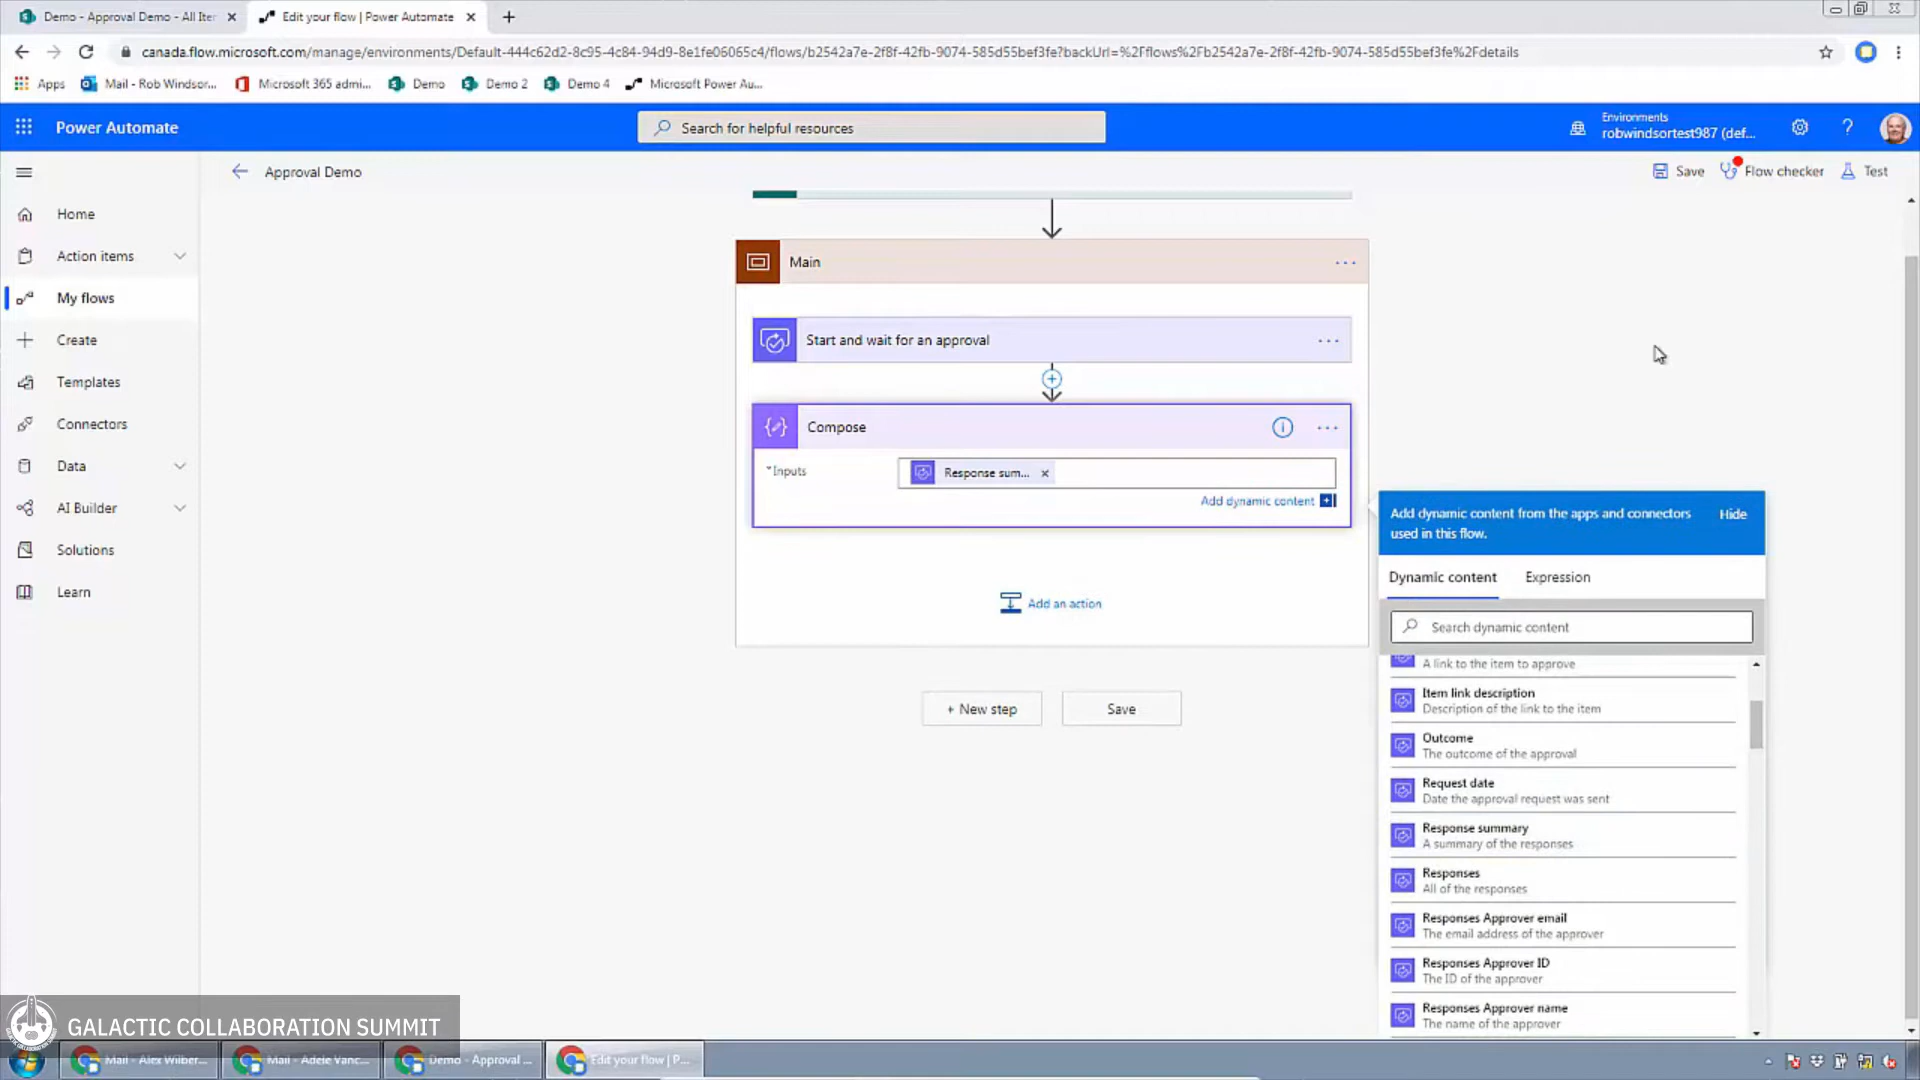 Demo - Approval Demo - All Iter
Edit your flow | Power Automate
canada.flow.microsoft.com/manage/environments/Default-444c62d2-8c95-4c84-94d9-8e1fe06065c4/flows/b2542a7e-2f8f-42fb-9074-585d55bef3fe?backUrl=%2Fflows%2Fb2542a7e-2f8f-42fb-9074-585d55bef3fe%2Fdetails
Apps
Mail - Rob Windsor...
Microsoft 365 admi...
Demo
Demo 2
Demo 4
Microsoft Power Au...
Power Automate
Search for helpful resources
Environments
robwindsortest987 (def...
Approval Demo
Save
Flow checker
Test
Home
Action items
My flows
Create
Templates
Connectors
Data
AI Builder
Solutions
Learn
Main
Start and wait for an approval
Compose
*Inputs
Response sum...
Add dynamic content
Add an action
+ New step
Save
Add dynamic content from the apps and connectors
used in this flow.
Hide
Dynamic content
Expression
Search dynamic content
A link to the item to approve
Item link description
Description of the link to the item
Outcome
The outcome of the approval
Request date
Date the approval request was sent
Response summary
A summary of the responses
Responses
All of the responses
Responses Approver email
The email address of the approver
Responses Approver ID
The ID of the approver
Responses Approver name
The name of the approver
GALACTIC COLLABORATION SUMMIT
Mail - Alex Wilber...
Mail - Adele Vanc...
Demo - Approval ...
Edit your flow | P...